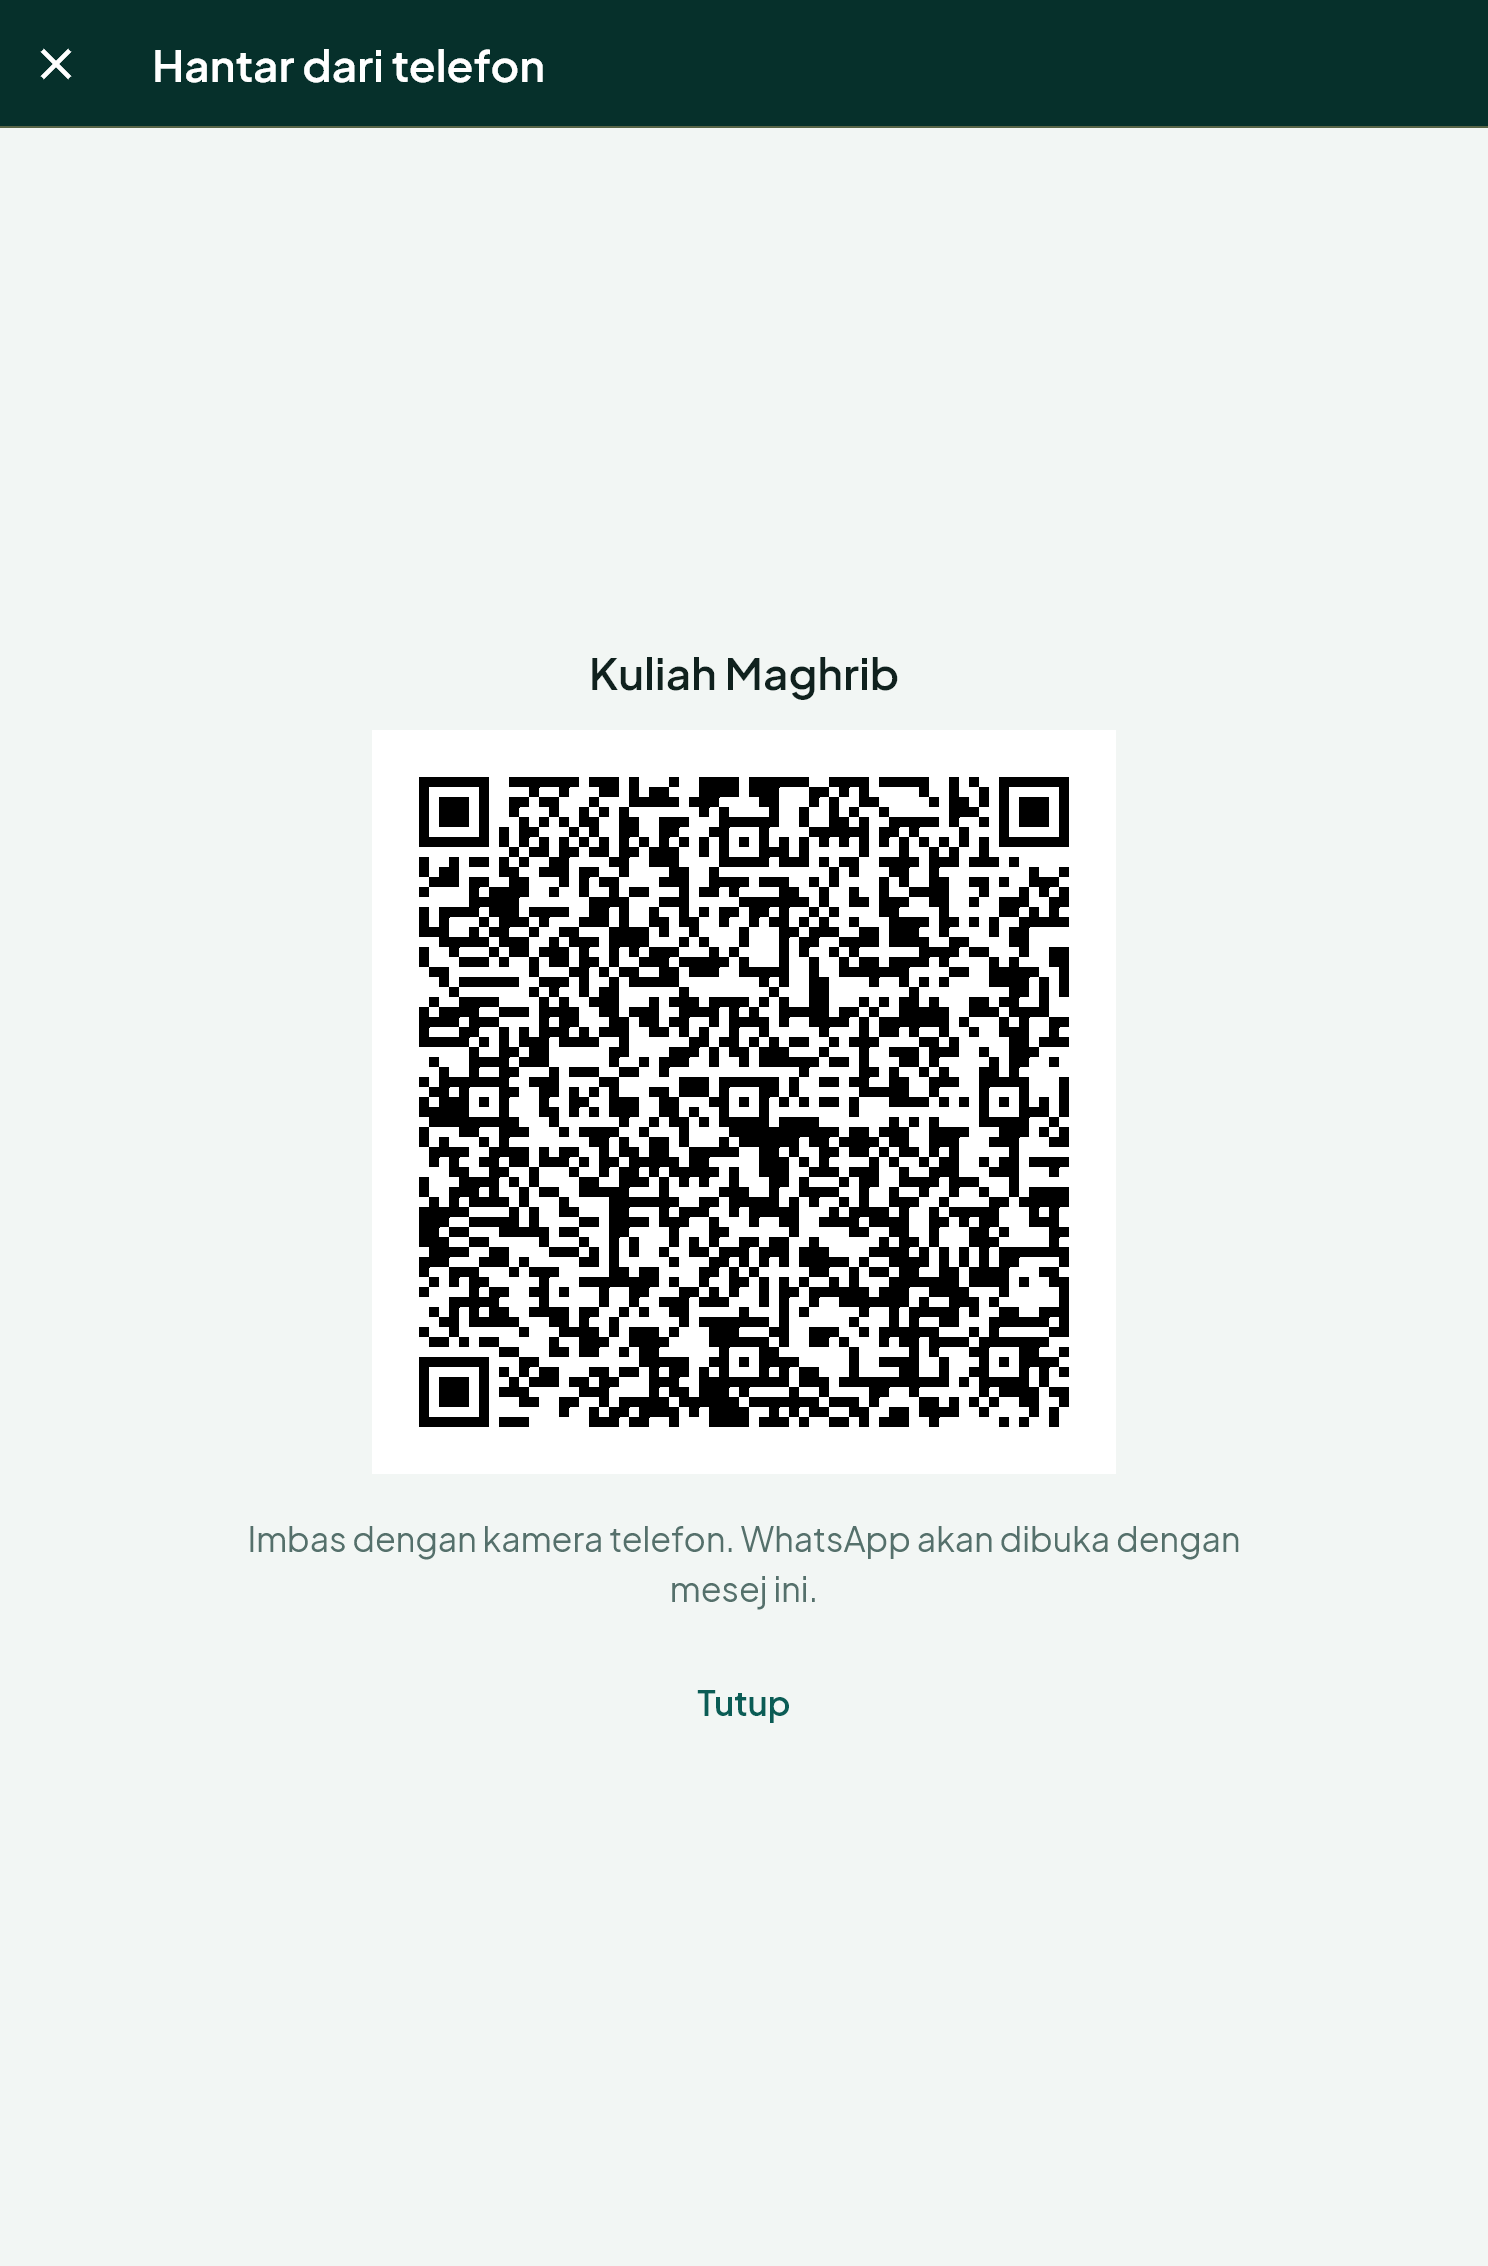 Hantar dari telefon
Kuliah Maghrib
Imbas dengan kamera telefon. WhatsApp akan dibuka dengan
mesej ini.
Tutup